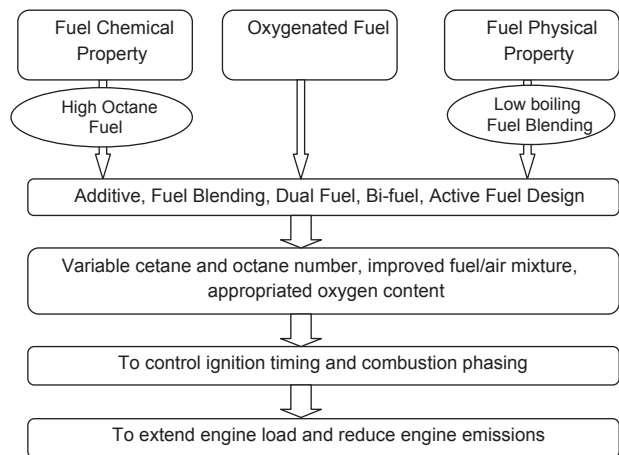 Fuel Chemical
Property
Oxygenated Fuel
Fuel Physical
Property
High Octane
Fuel
Low boiling
Fuel Blending
Additive, Fuel Blending, Dual Fuel, Bi-fuel, Active Fuel Design
Variable cetane and octane number, improved fuel/air mixture,
appropriated oxygen content
To control ignition timing and combustion phasing
To extend engine load and reduce engine emissions